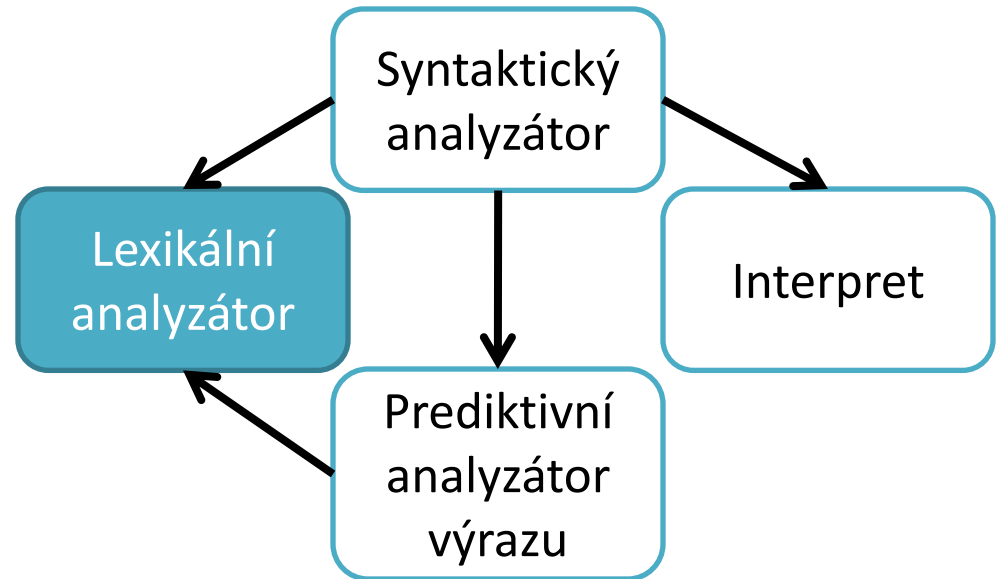 Syntaktický
analyzátor
Lexikální
analyzátor
Interpret
Prediktivní
analyzátor
výrazu